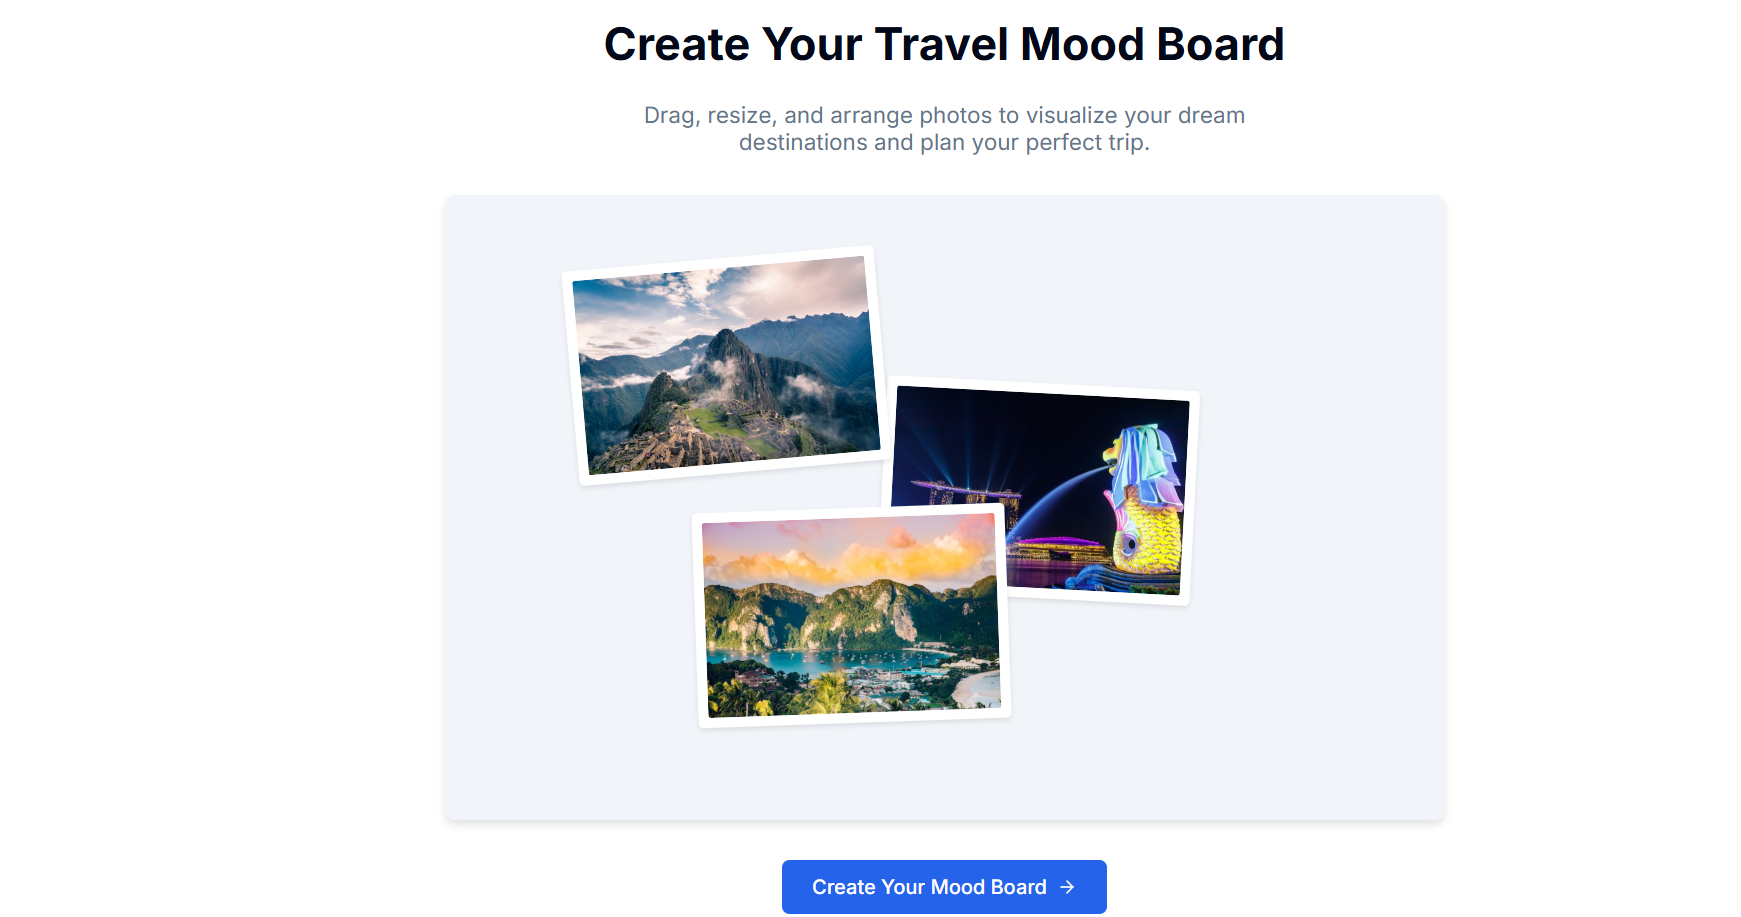 Create Your Travel Mood Board
Drag, resize, and arrange photos to visualize your dream
destinations and plan your perfect trip.
Create Your Mood Board